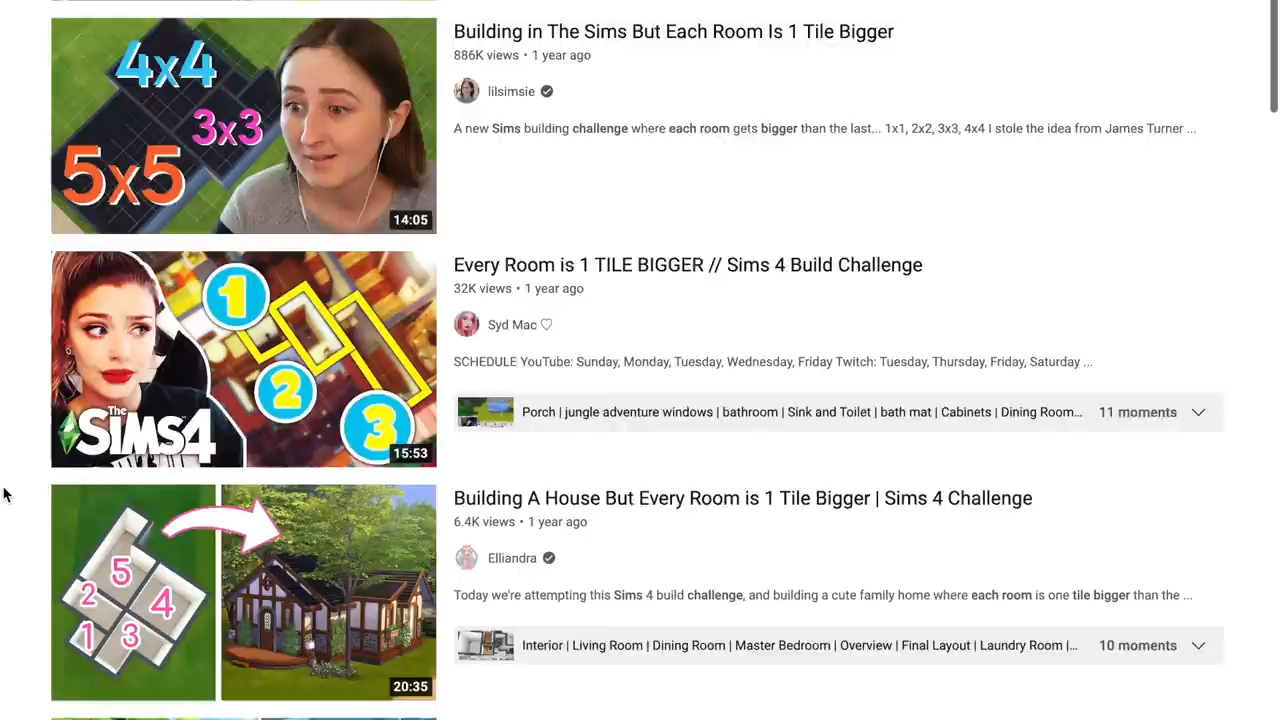 4x4
3x3
5x5
14:05
Building in The Sims But Each Room Is 1 Tile Bigger
886K views • 1 year ago
lilsimsie
A new Sims building challenge where each room gets bigger than the last... 1x1, 2x2, 3x3, 4x4 I stole the idea from James Turner ...
1
2
3
The SIMS 4
15:53
Every Room is 1 TILE BIGGER // Sims 4 Build Challenge
32K views • 1 year ago
Syd Mac ♡
SCHEDULE YouTube: Sunday, Monday, Tuesday, Wednesday, Friday Twitch: Tuesday, Thursday, Friday, Saturday ...
Porch | jungle adventure windows | bathroom | Sink and Toilet | bath mat | Cabinets | Dining Room...
11 moments
5
2
4
1
3
20:35
Building A House But Every Room is 1 Tile Bigger | Sims 4 Challenge
6.4K views • 1 year ago
Elliandra
Today we're attempting this Sims 4 build challenge, and building a cute family home where each room is one tile bigger than the ...
Interior | Living Room | Dining Room | Master Bedroom | Overview | Final Layout | Laundry Room |...
10 moments